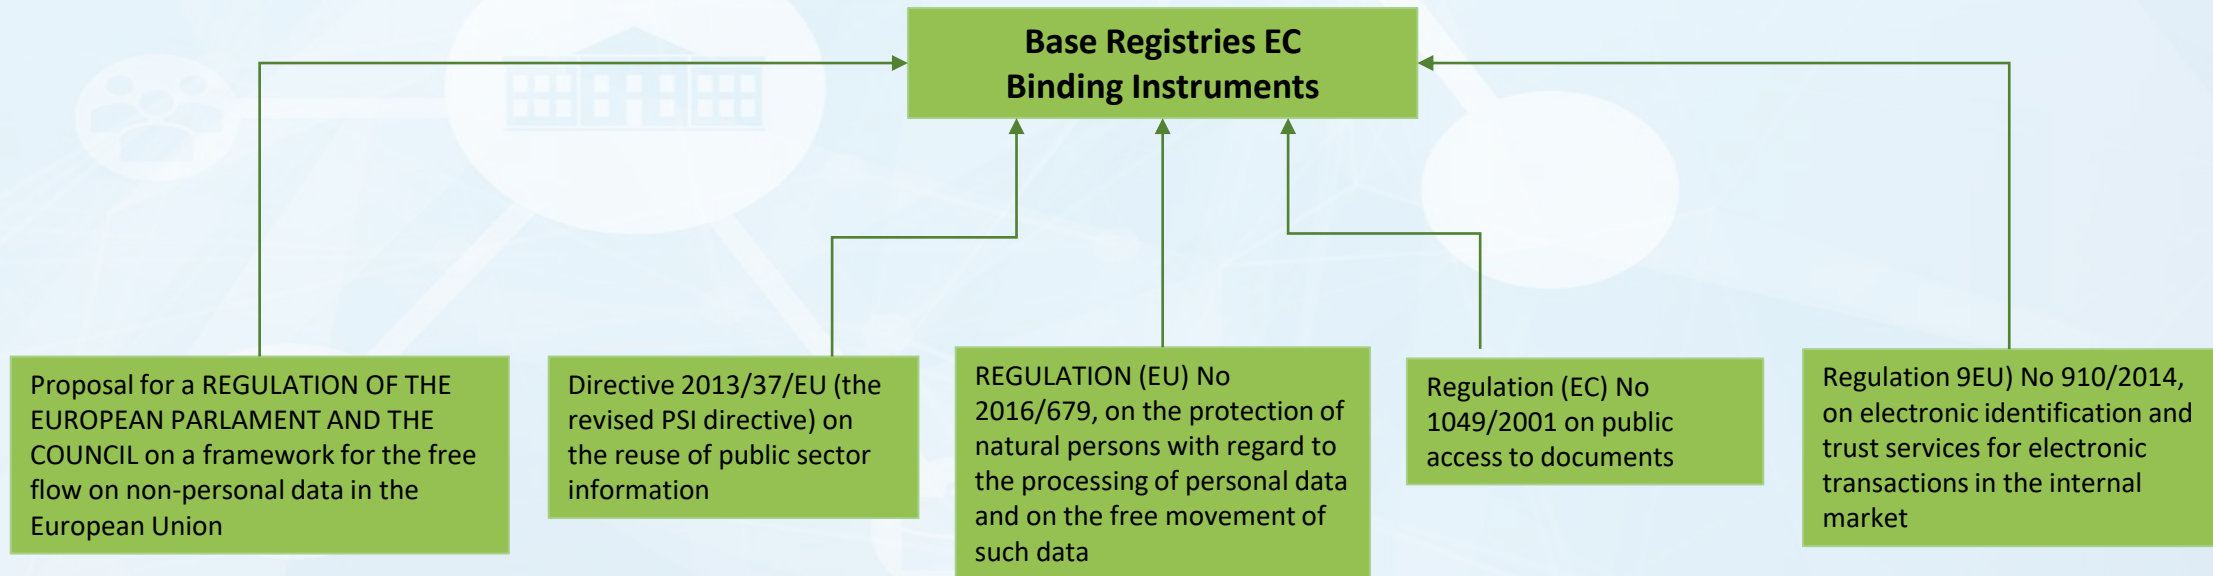 Base Registries EC
Binding Instruments
Proposal for a REGULATION OF THE
EUROPEAN PARLAMENT AND THE
COUNCIL on a framework for the free
flow on non-personal data in the
European Union
Directive 2013/37/EU (the
revised PSI directive) on
the reuse of public sector
information
REGULATION (EU) No
2016/679, on the protection of
natural persons with regard to
the processing of personal data
and on the free movement of
such data
Regulation (EC) No
1049/2001 on public
access to documents
Regulation 9EU) No 910/2014,
on electronic identification and
trust services for electronic
transactions in the internal
market